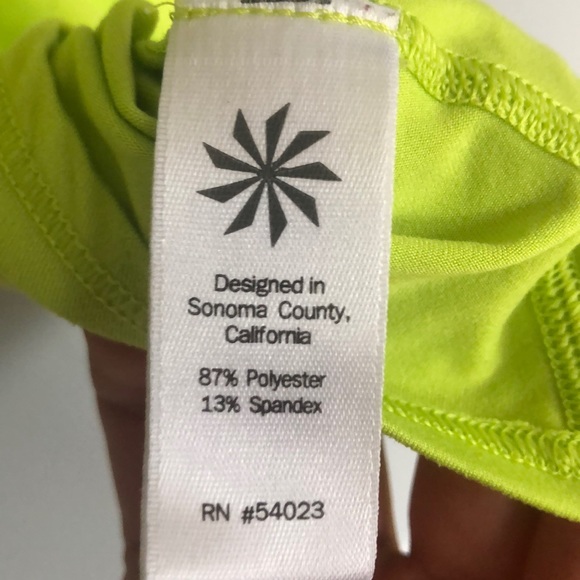 Designed in
Sonoma County,
California
87% Polyester
13% Spandex
RN #54023